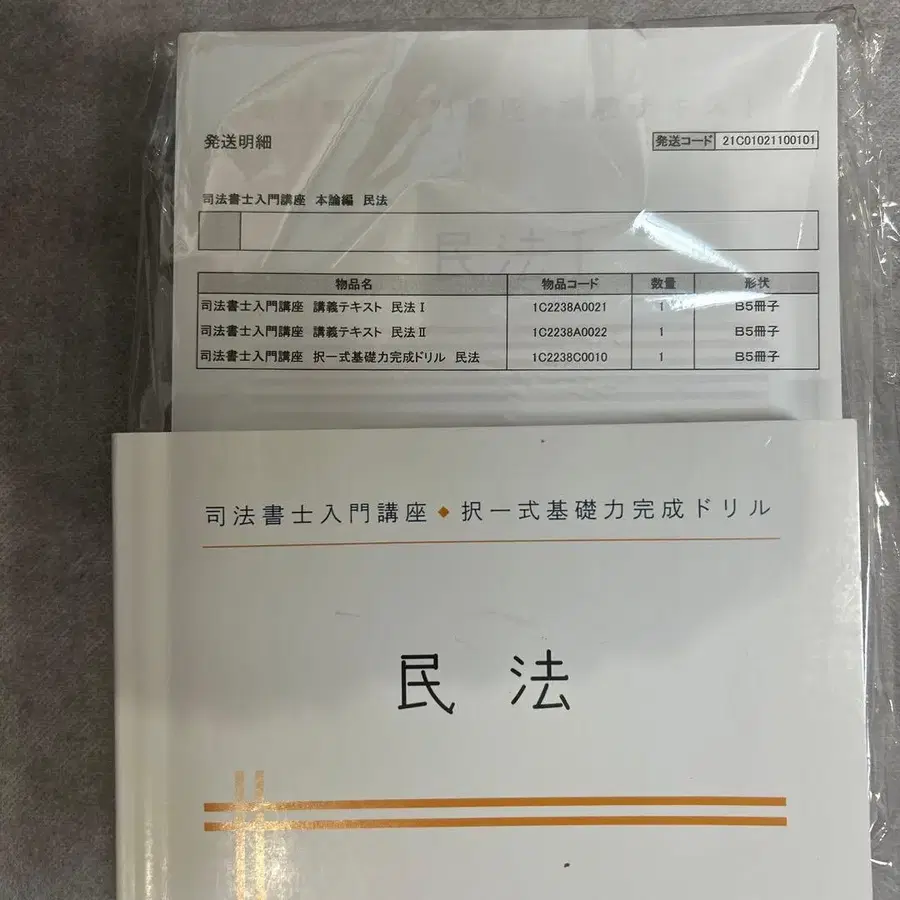 発送明細
発送コード 21C01021100101
司法書士入門講座 本論編 民法
民法Ⅰ
物品名 物品コード 数量 形状
司法書士入門講座 講義テキスト 民法Ⅰ 1C2238A0021 1 B5冊子
司法書士入門講座 講義テキスト 民法Ⅱ 1C2238A0022 1 B5冊子
司法書士入門講座 択一式基礎力完成ドリル 民法 1C2238C0010 1 B5冊子
司法書士入門講座◆択一式基礎力完成ドリル
民法